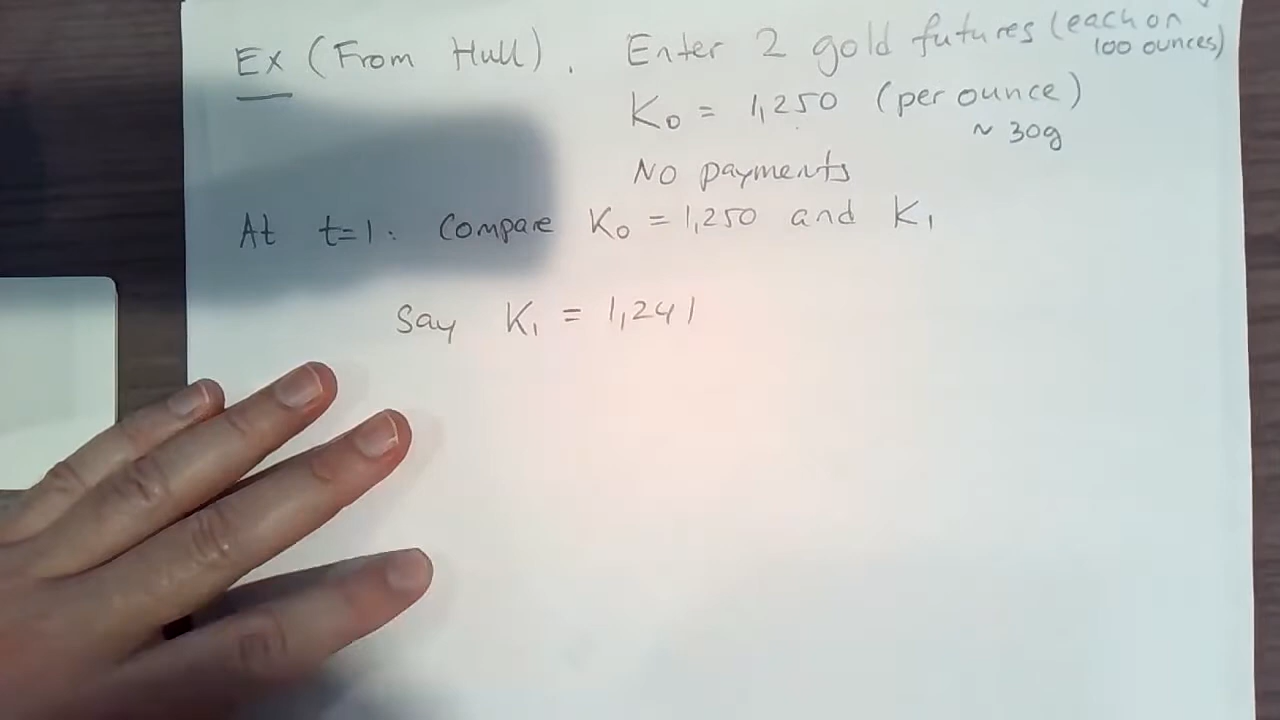 Ex (From Hull). Enter 2 gold futures (each on
100 ounces)
K0 = 1,250 (per ounce)
~ 30g
No payments
At t=1: Compare K0 = 1,250 and K1
Say K1 = 1,241